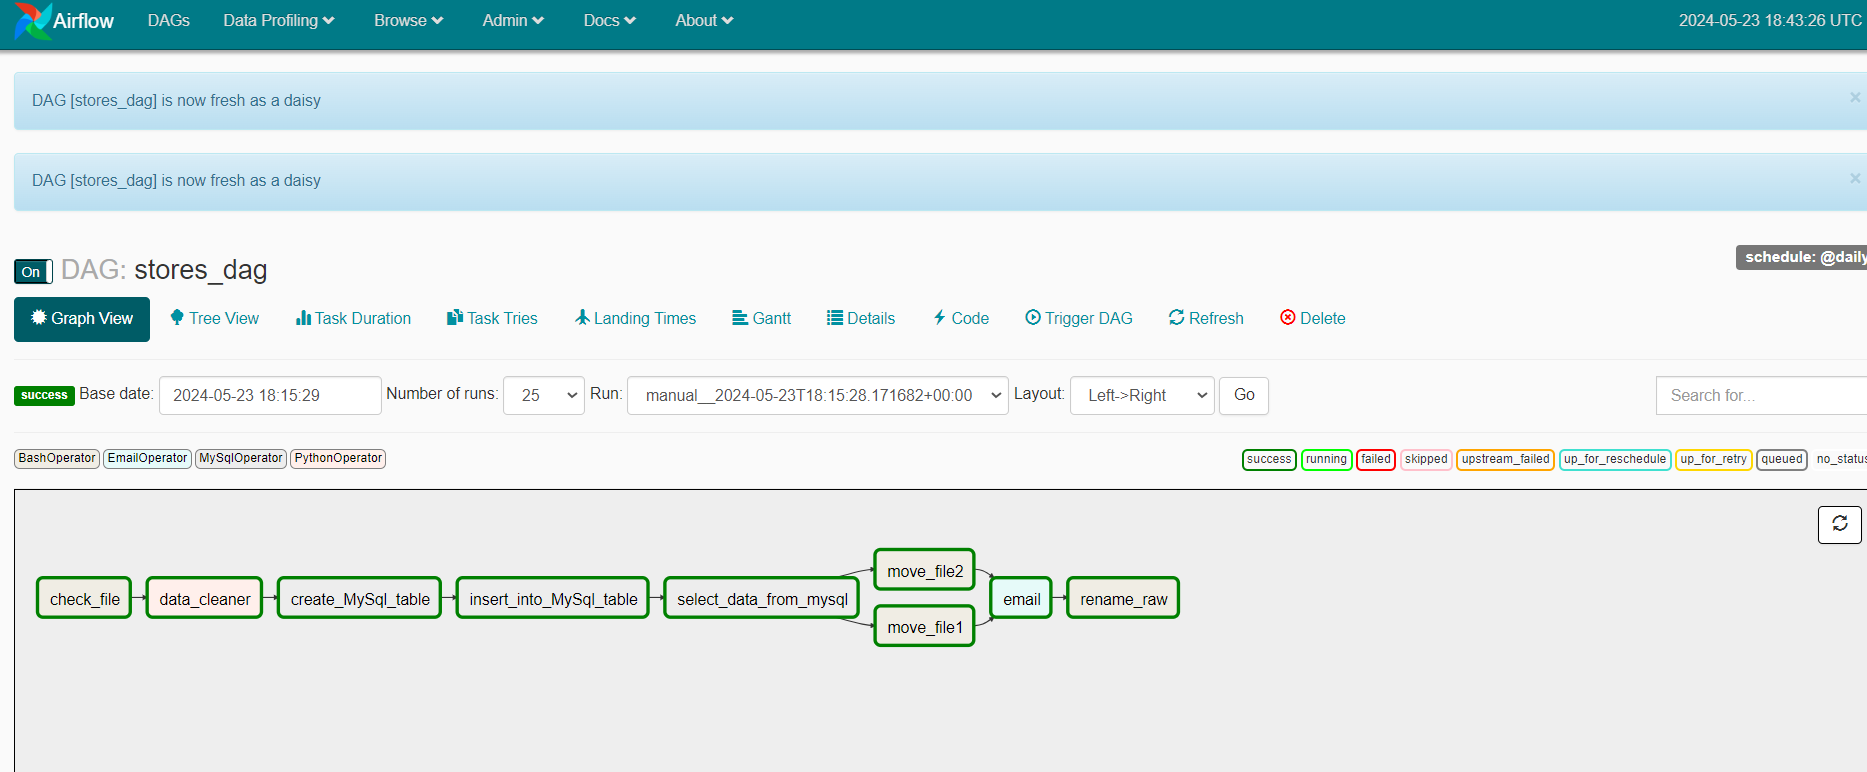 Airflow DAGs Data Profiling Browse Admin Docs About 2024-05-23 18:43:26 UTC
DAG [stores_dag] is now fresh as a daisy ×
DAG [stores_dag] is now fresh as a daisy ×
On DAG: stores_dag schedule: @daily
Graph View Tree View Task Duration Task Tries Landing Times Gantt Details Code Trigger DAG Refresh Delete
success Base date: 2024-05-23 18:15:29 Number of runs: 25 Run: manual__2024-05-23T18:15:28.171682+00:00 Layout: Left->Right Go Search for...
BashOperator EmailOperator MySqlOperator PythonOperator success running failed skipped upstream_failed up_for_reschedule up_for_retry queued no_status
move_file2
check_file data_cleaner create_MySql_table insert_into_MySql_table select_data_from_mysql email rename_raw
move_file1